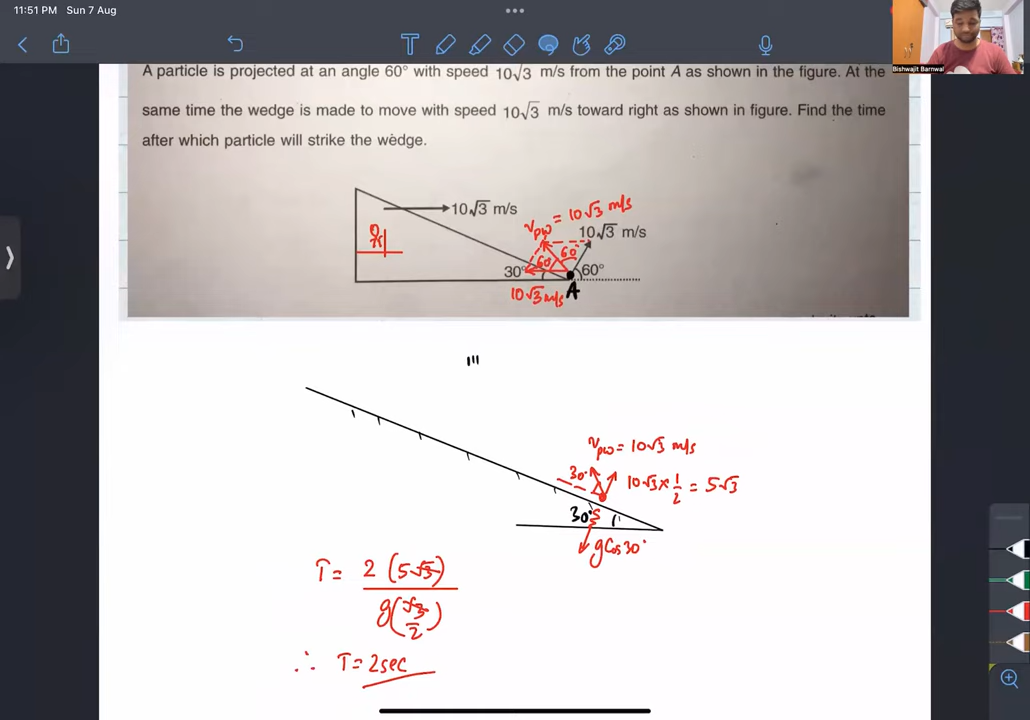 11:51 PM Sun 7 Aug
Bishwajit Barnwal
A particle is projected at an angle 60° with speed 10√3 m/s from the point A as shown in the figure. At the
same time the wedge is made to move with speed 10√3 m/s toward right as shown in figure. Find the time
after which particle will strike the wedge.
10√3 m/s
v_pw = 10√3 m/s
10√3 m/s
60° 60°
30° 60°
10√3 m/s A
v_pw = 10√3 m/s
30°
10√3 × 1/2 = 5√3
30°
g cos 30°
T = 2 (5√3) / g(√3/2)
∴ T = 2 sec